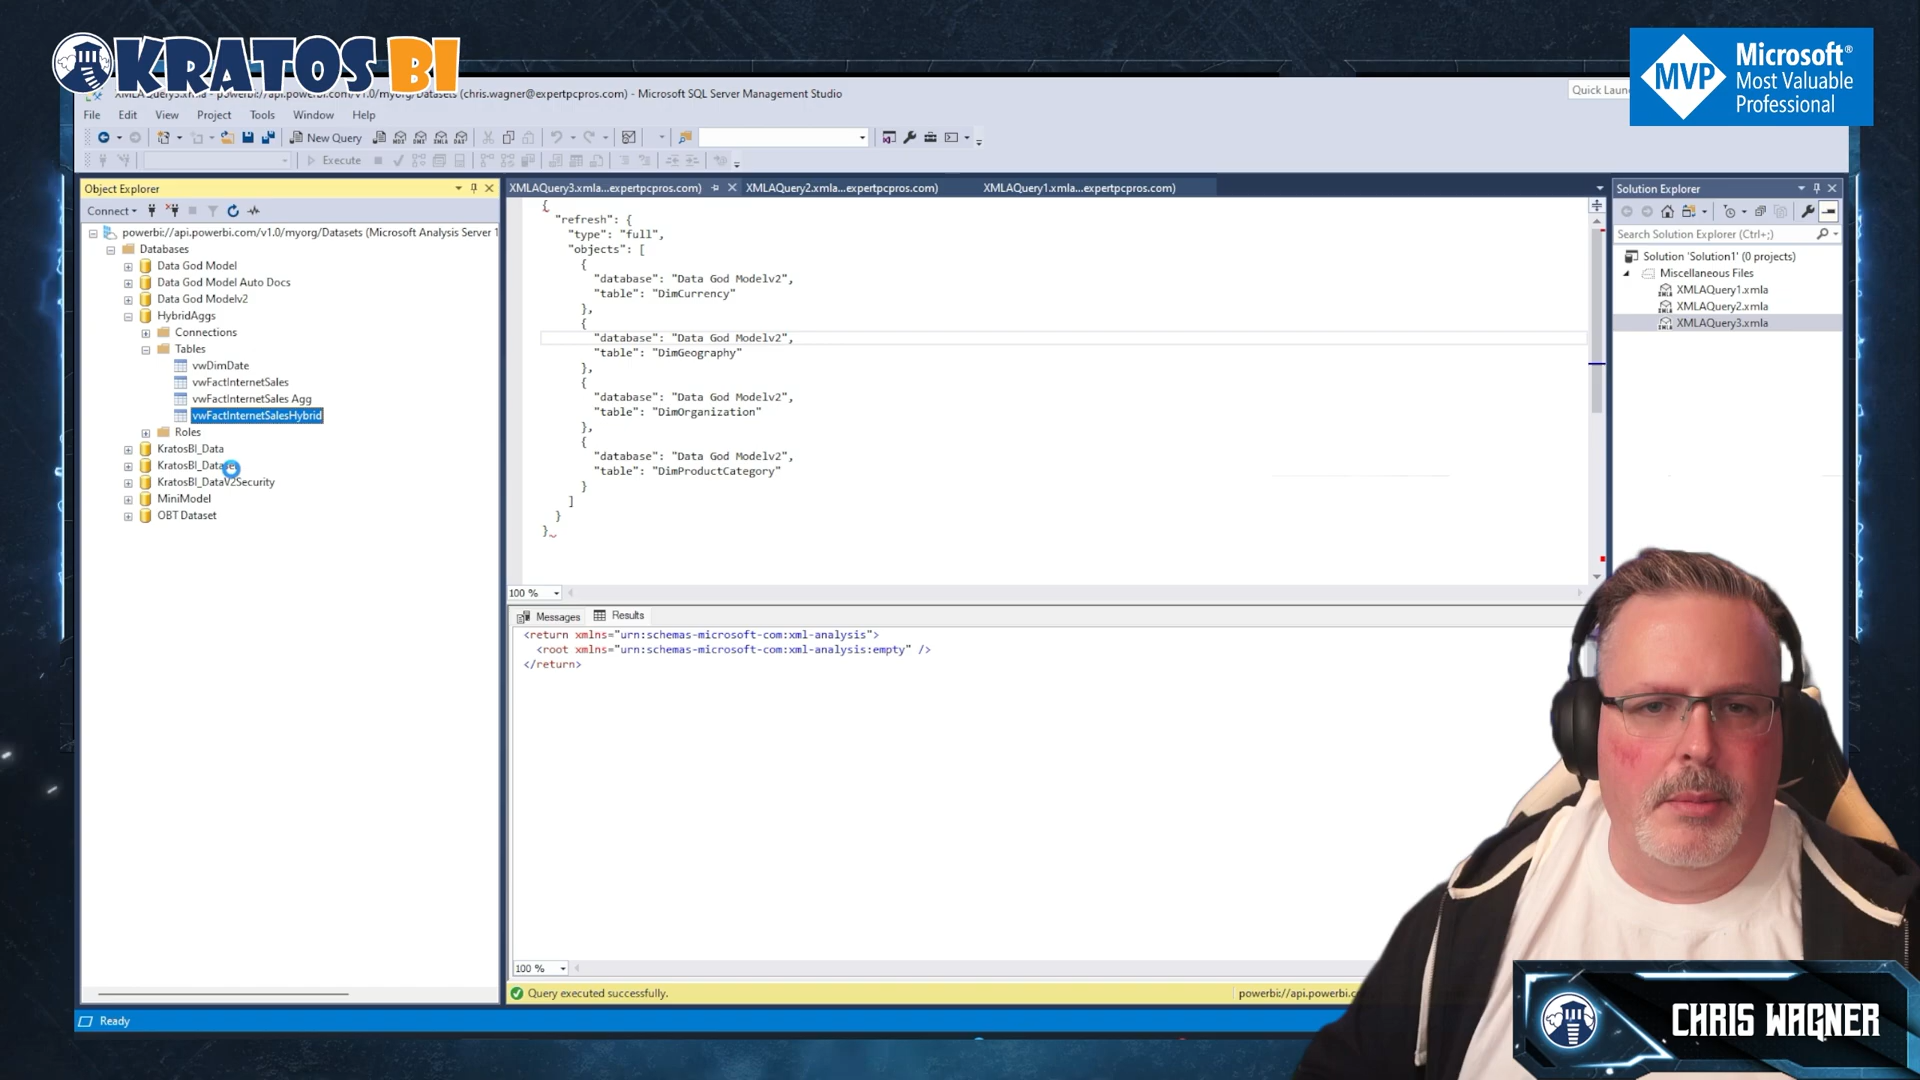 KRATOS BI
MVP
Microsoft®
Most Valuable
Professional
(chris.wagner@expertpcpros.com) - Microsoft SQL Server Management Studio
Quick Laun
File Edit View Project Tools Window Help
New Query
Execute
Object Explorer
Connect
powerbi://api.powerbi.com/v1.0/myorg/Datasets (Microsoft Analysis Server 1
Databases
Data God Model
Data God Model Auto Docs
Data God Modelv2
HybridAggs
Connections
Tables
vwDimDate
vwFactInternetSales
vwFactInternetSales Agg
vwFactInternetSalesHybrid
Roles
KratosBI_Data
KratosBI_Dataset
KratosBI_DataV2Security
MiniModel
OBT Dataset
XMLAQuery3.xmla...expertpcpros.com) XMLAQuery2.xmla...expertpcpros.com) XMLAQuery1.xmla...expertpcpros.com)
{
"refresh": {
"type": "full",
"objects": [
{
"database": "Data God Modelv2",
"table": "DimCurrency"
},
{
"database": "Data God Modelv2",
"table": "DimGeography"
},
{
"database": "Data God Modelv2",
"table": "DimOrganization"
},
{
"database": "Data God Modelv2",
"table": "DimProductCategory"
}
]
}
}
100 %
Messages Results
<return xmlns="urn:schemas-microsoft-com:xml-analysis">
<root xmlns="urn:schemas-microsoft-com:xml-analysis:empty" />
</return>
100 %
Query executed successfully.
powerbi://api.powerbi.c
Ready
Solution Explorer
Search Solution Explorer (Ctrl+;)
Solution 'Solution1' (0 projects)
Miscellaneous Files
XMLAQuery1.xmla
XMLAQuery2.xmla
XMLAQuery3.xmla
CHRIS WAGNER